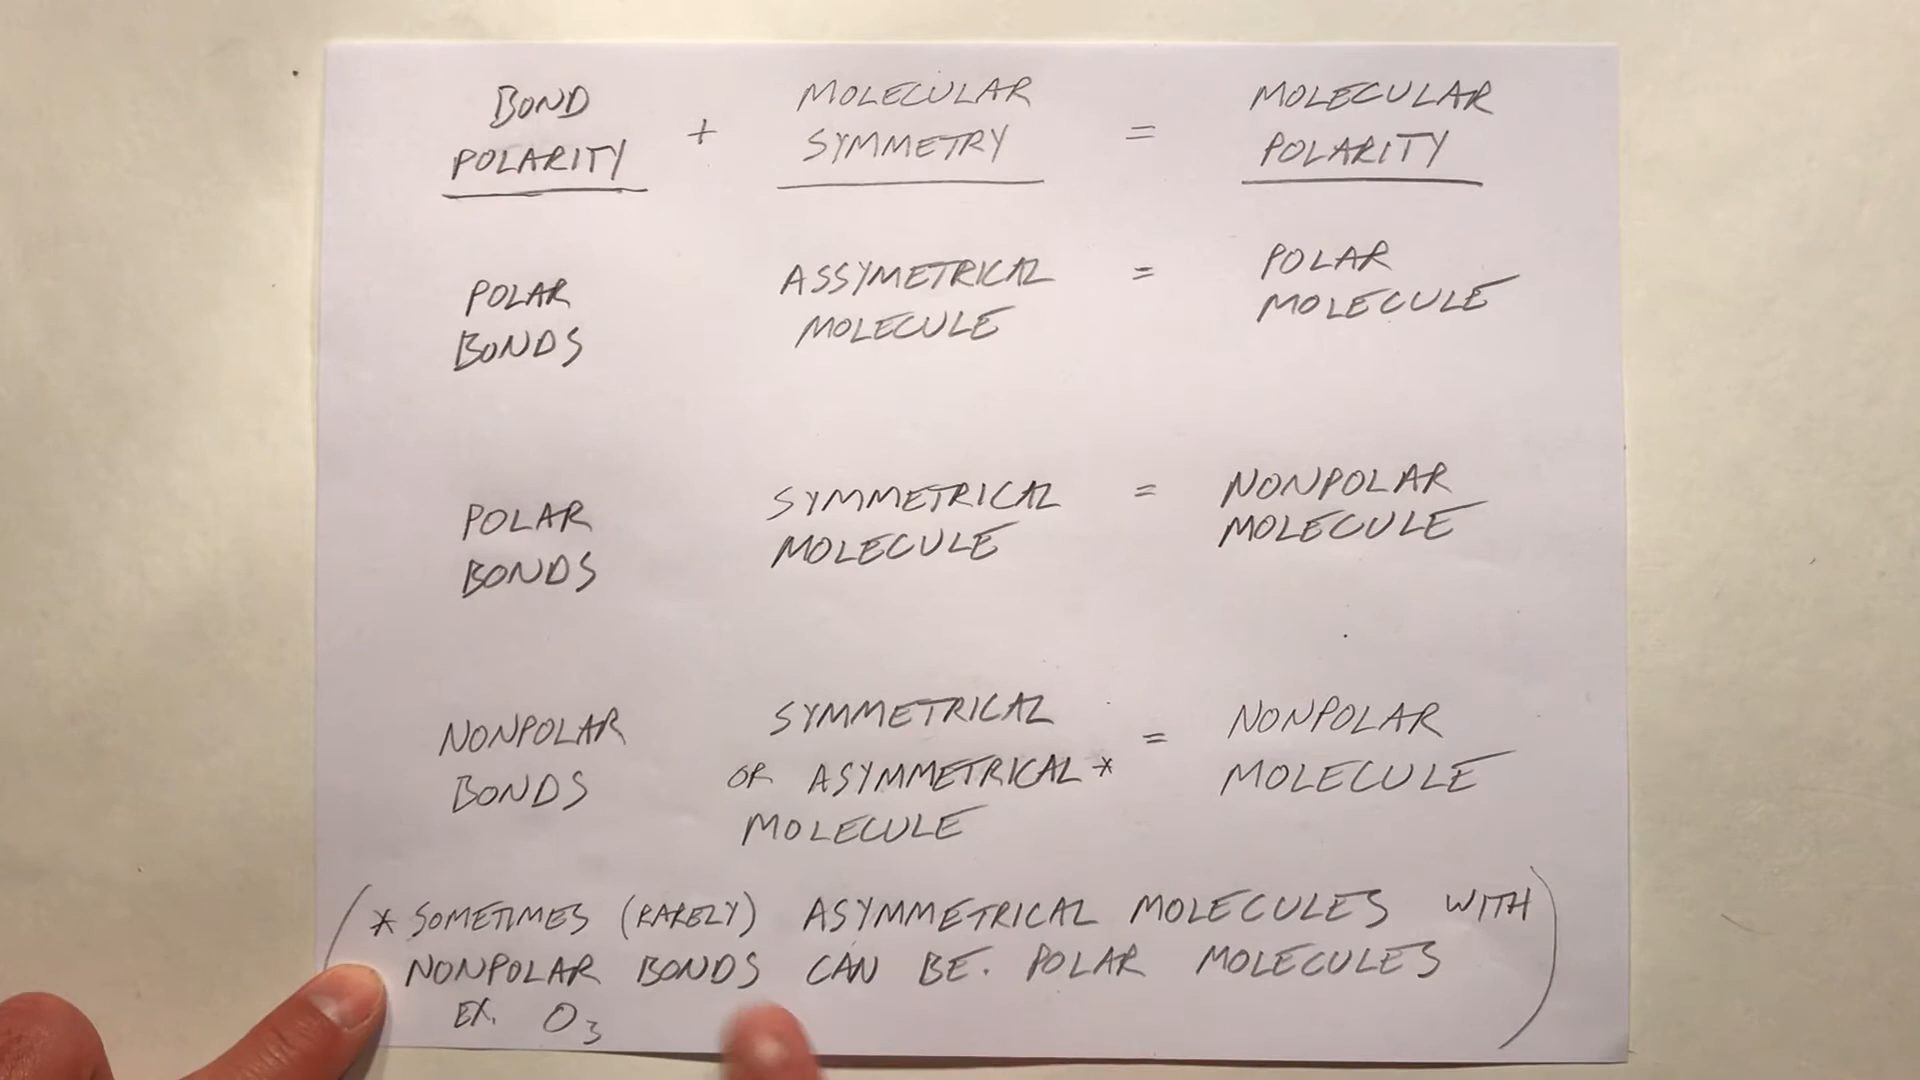 BOND
POLARITY
+
MOLECULAR
SYMMETRY
=
MOLECULAR
POLARITY
POLAR
BONDS
ASSYMETRICAL
MOLECULE
=
POLAR
MOLECULE
POLAR
BONDS
SYMMETRICAL
MOLECULE
=
NONPOLAR
MOLECULE
NONPOLAR
BONDS
SYMMETRICAL
OR ASYMMETRICAL*
MOLECULE
=
NONPOLAR
MOLECULE
(* SOMETIMES (RARELY) ASYMMETRICAL MOLECULES WITH
NONPOLAR BONDS CAN BE. POLAR MOLECULES
EX. O₃ )